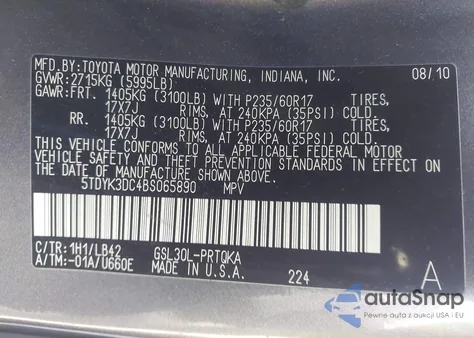 MFD.BY: TOYOTA MOTOR MANUFACTURING, INDIANA, INC. 08/10
GVWR: 2715KG (5995LB)
GAWR: FRT. 1405KG (3100LB) WITH P235/60R17 TIRES,
17X7J RIMS, AT 240KPA (35PSI) COLD.
RR. 1405KG (3100LB) WITH P235/60R17 TIRES,
17X7J RIMS, AT 240KPA (35PSI) COLD.
THIS VEHICLE CONFORMS TO ALL APPLICABLE FEDERAL MOTOR
VEHICLE SAFETY AND THEFT PREVENTION STANDARDS IN EFFECT
ON THE DATE OF MANUFACTURE SHOWN ABOVE.
5TDYK3DC4BS065890 MPV
C/TR: 1H1/LB42 GSL30L-PRTQKA
A/TM: -01A/U660E MADE IN U.S.A. 224 A
autoSnap
Pewne auta z duszy i z USA